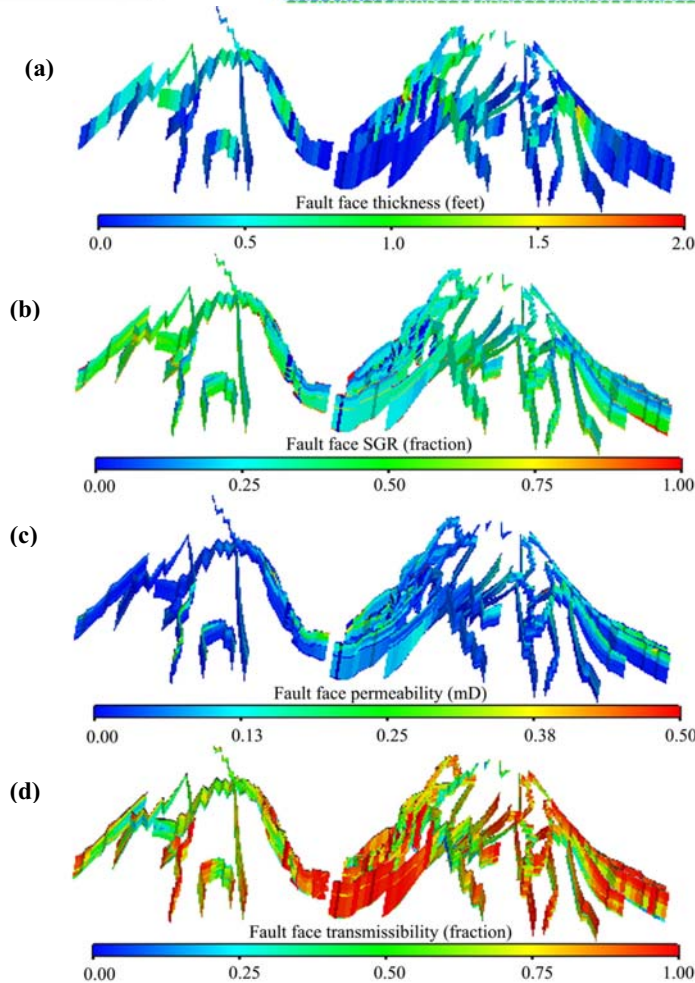 (a)
Fault face thickness (feet)
0.0 0.5 1.0 1.5 2.0
(b)
Fault face SGR (fraction)
0.00 0.25 0.50 0.75 1.00
(c)
Fault face permeability (mD)
0.00 0.13 0.25 0.38 0.50
(d)
Fault face transmissibility (fraction)
0.00 0.25 0.50 0.75 1.00